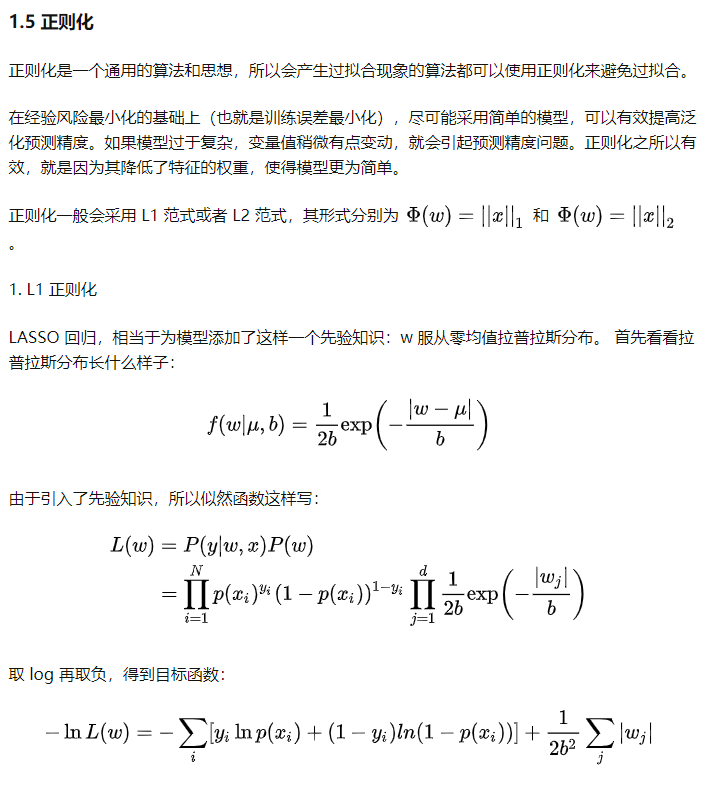 1.5 正则化
正则化是一个通用的算法和思想，所以会产生过拟合现象的算法都可以使用正则化来避免过拟合。
在经验风险最小化的基础上（也就是训练误差最小化），尽可能采用简单的模型，可以有效提高泛
化预测精度。如果模型过于复杂，变量值稍微有点变动，就会引起预测精度问题。正则化之所以有
效，就是因为其降低了特征的权重，使得模型更为简单。
正则化一般会采用 L1 范式或者 L2 范式，其形式分别为 Φ(w) = ||x||₁ 和 Φ(w) = ||x||₂
。
1. L1 正则化
LASSO 回归，相当于为模型添加了这样一个先验知识：w 服从零均值拉普拉斯分布。 首先看看拉
普拉斯分布长什么样子：
f(w|μ, b) = \frac{1}{2b} exp(−\frac{|w − μ|}{b})
由于引入了先验知识，所以似然函数这样写：
L(w) = P(y|w, x)P(w)
= \prod_{i=1}^{N} p(x_i)^{y_i} (1 − p(x_i))^{1−y_i} \prod_{j=1}^{d} \frac{1}{2b} exp(−\frac{|w_j|}{b})
取 log 再取负，得到目标函数：
− ln L(w) = − \sum_{i} [y_i ln p(x_i) + (1 − y_i)ln(1 − p(x_i))] + \frac{1}{2b^2} \sum_{j} |w_j|